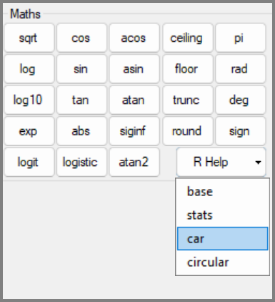 Maths
sqrt cos acos ceiling pi
log sin asin floor rad
log10 tan atan trunc deg
exp abs siginf round sign
logit logistic atan2 R Help
base
stats
car
circular